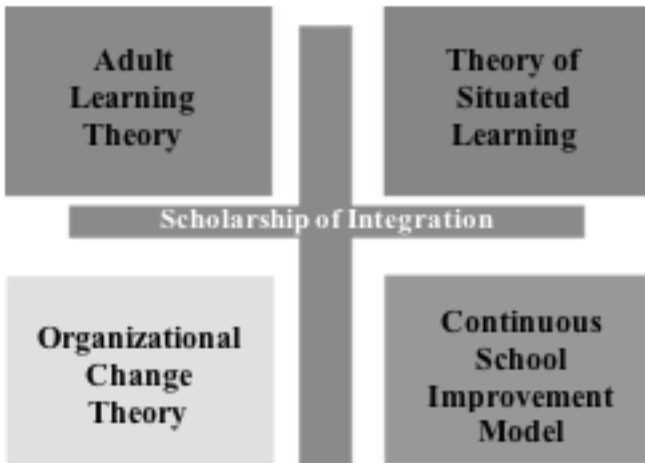 Adult
Learning
Theory
Theory of
Situated
Learning
Scholarship of Integration
Organizational
Change
Theory
Continuous
School
Improvement
Model